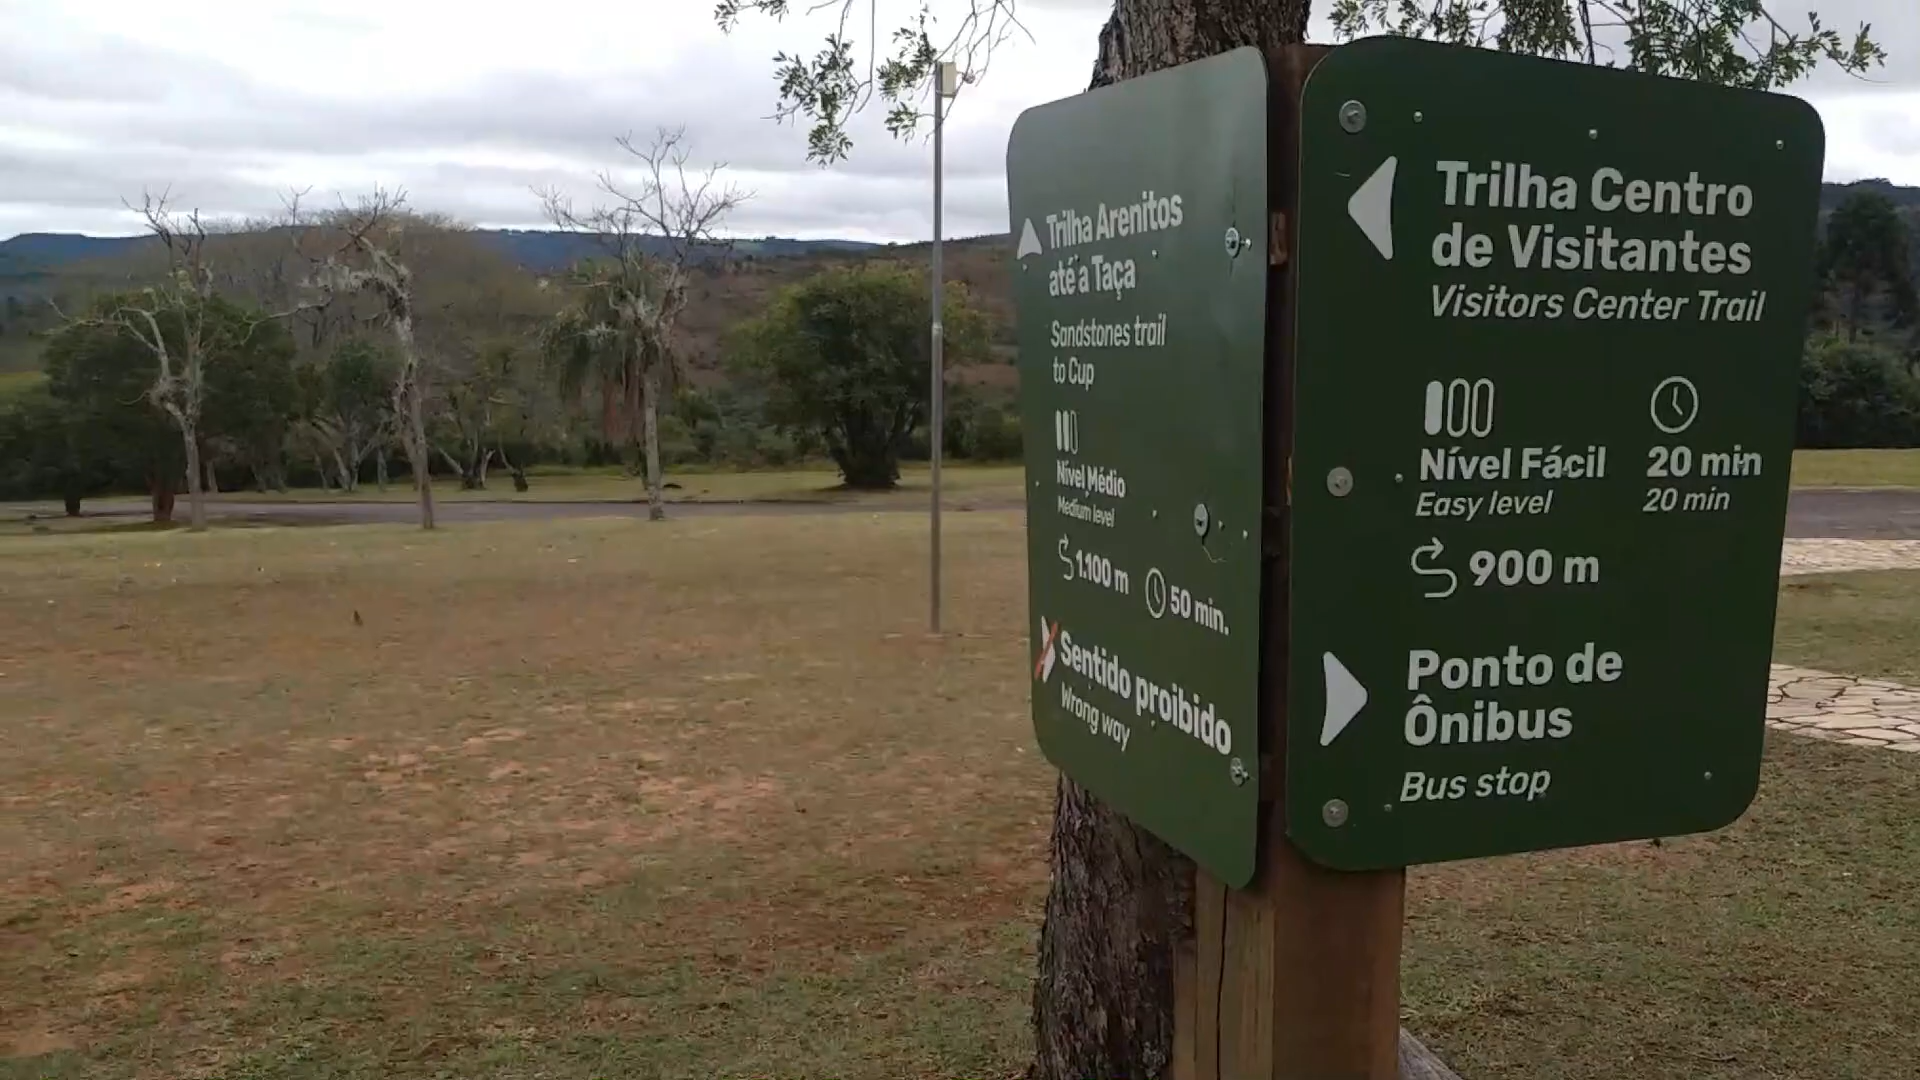 Trilha Arenitos
até a Taça
Sandstones trail
to Cup
Nível Médio
Medium level
1.100 m
50 min.
Sentido proibido
Wrong way
Trilha Centro
de Visitantes
Visitors Center Trail
Nível Fácil
Easy level
20 min
20 min
900 m
Ponto de
Ônibus
Bus stop